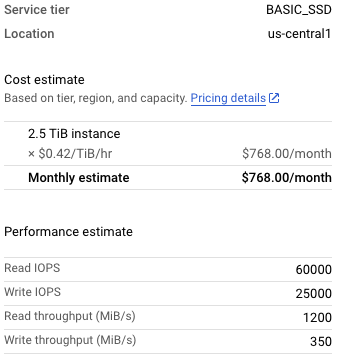 Service tier BASIC_SSD
Location us-central1
Cost estimate
Based on tier, region, and capacity. Pricing details
2.5 TiB instance
× $0.42/TiB/hr $768.00/month
Monthly estimate $768.00/month
Performance estimate
Read IOPS 60000
Write IOPS 25000
Read throughput (MiB/s) 1200
Write throughput (MiB/s) 350